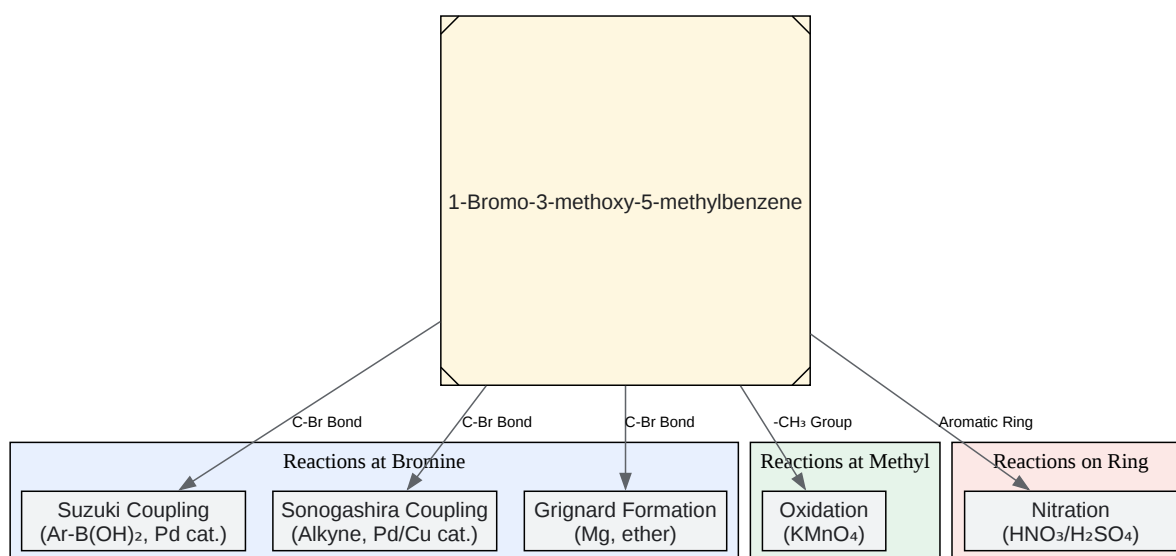 1-Bromo-3-methoxy-5-methylbenzene
C-Br Bond
C-Br Bond
C-Br Bond
-CH₃ Group
Aromatic Ring
Reactions at Bromine
Reactions at Methyl
Reactions on Ring
Suzuki Coupling
(Ar-B(OH)₂, Pd cat.)
Sonogashira Coupling
(Alkyne, Pd/Cu cat.)
Grignard Formation
(Mg, ether)
Oxidation
(KMnO₄)
Nitration
(HNO₃/H₂SO₄)